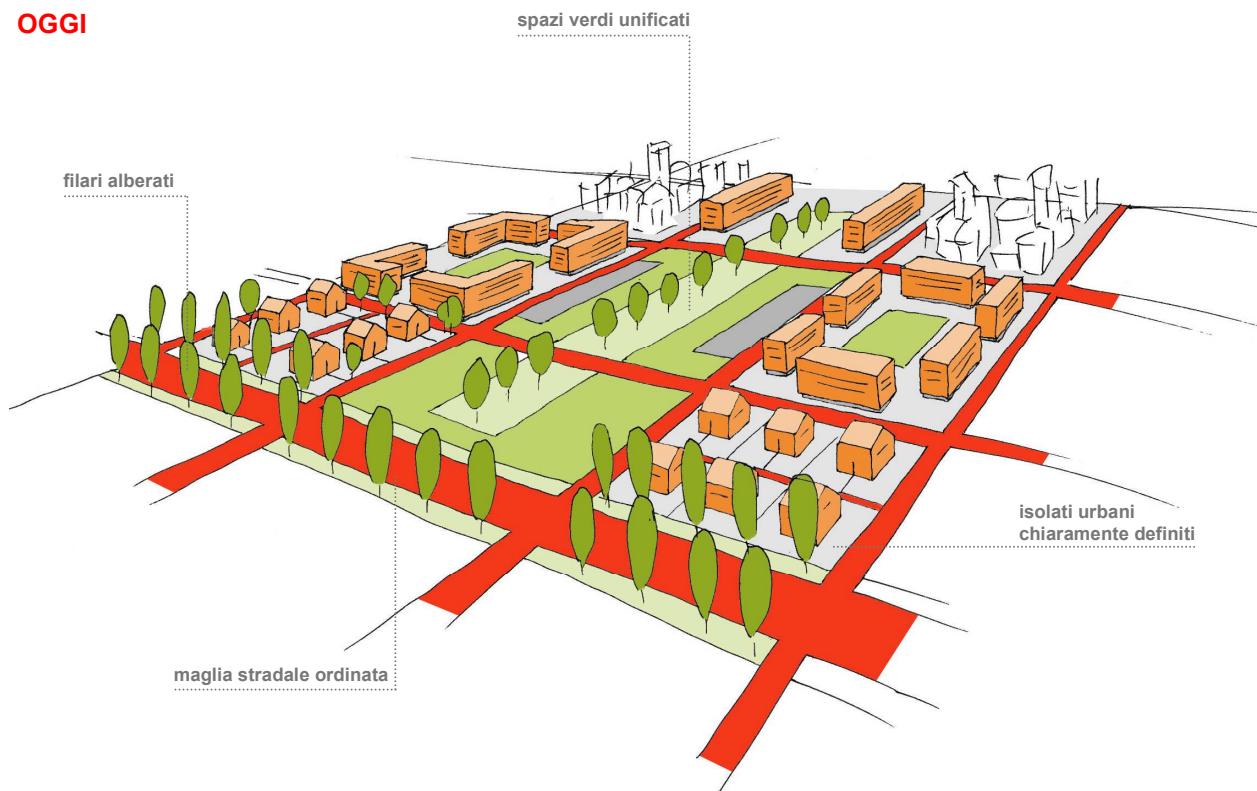 OGGI
spazi verdi unificati
filari alberati
isolati urbani
chiaramente definiti
maglia stradale ordinata